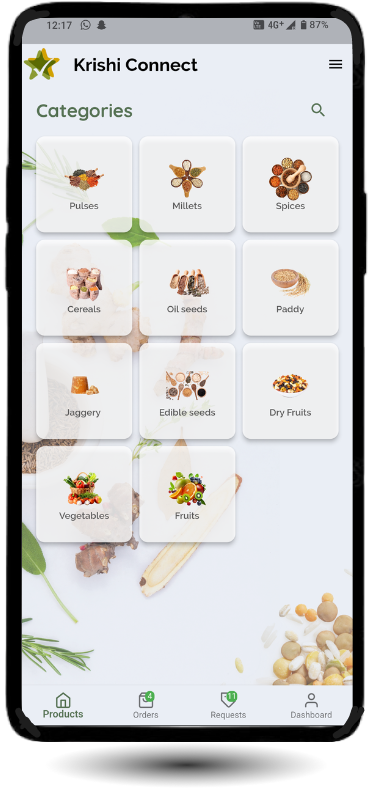 12:17 4G+ 87%
Krishi Connect
Categories
Pulses Millets Spices
Cereals Oil seeds Paddy
Jaggery Edible seeds Dry Fruits
Vegetables Fruits
4 11
Products Orders Requests Dashboard